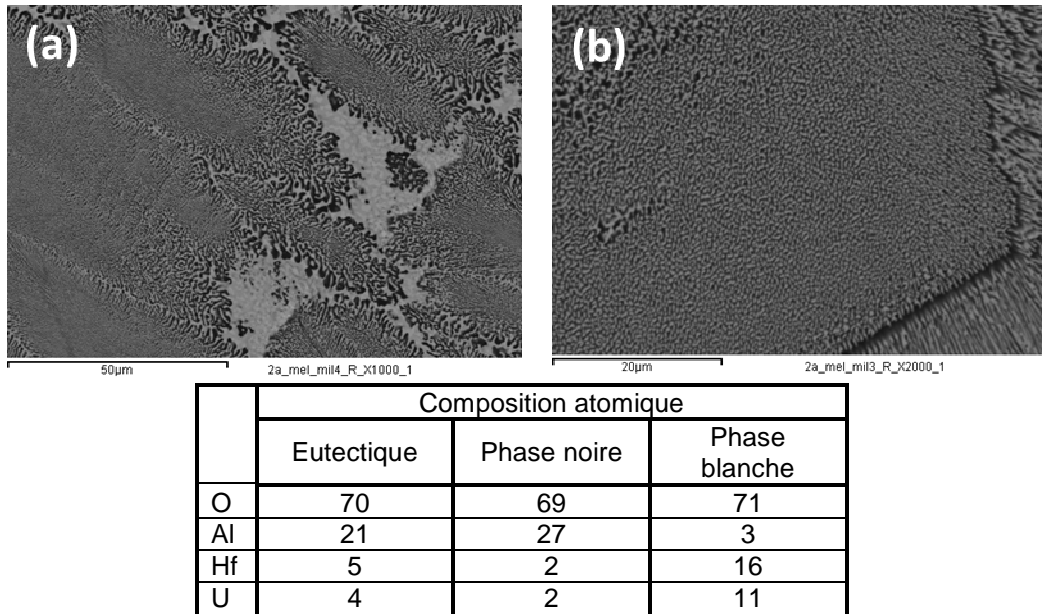 (a)
(b)
50µm
2a_mel_mil4_R_X1000_1
20µm
2a_mel_mil3_R_X2000_1
Composition atomique
Eutectique
Phase noire
Phase
blanche
O 70 69 71
Al 21 27 3
Hf 5 2 16
U 4 2 11